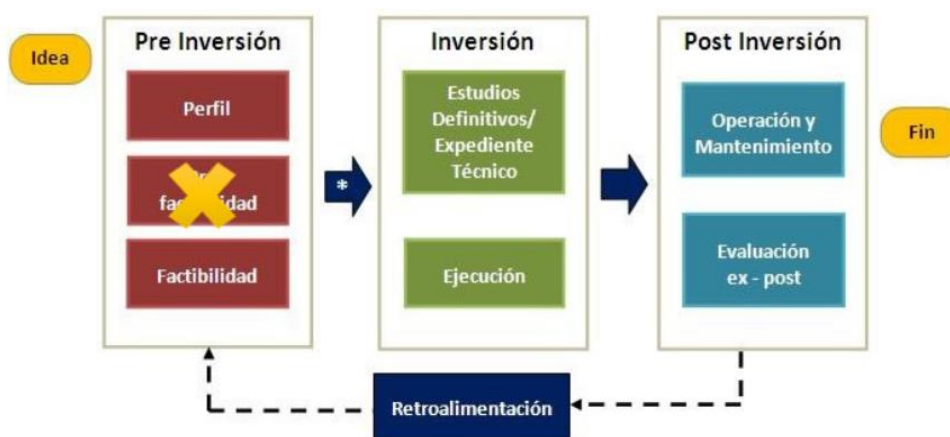 Idea
Pre Inversión
Perfil
Factibilidad
*
Inversión
Estudios
Definitivos/
Expediente
Técnico
Ejecución
Post Inversión
Operación y
Mantenimiento
Evaluación
ex - post
Fin
Retroalimentación